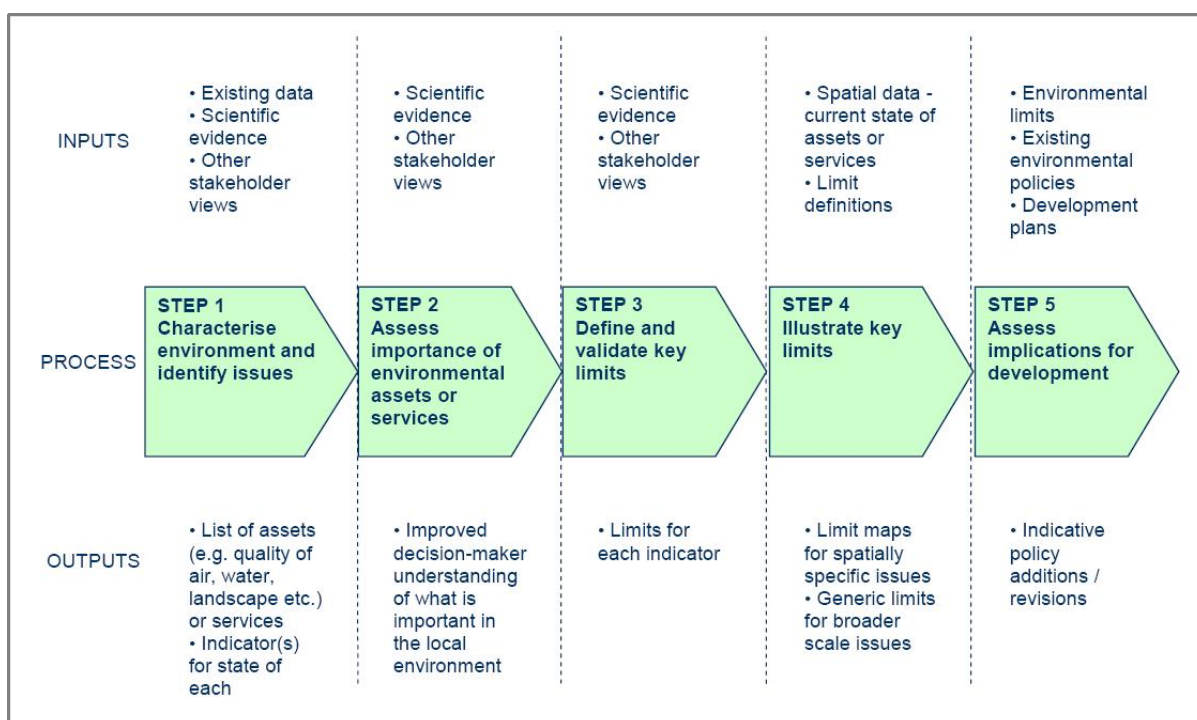 INPUTS
• Existing data
• Scientific
evidence
• Other
stakeholder
views
• Scientific
evidence
• Other
stakeholder
views
• Scientific
evidence
• Other
stakeholder
views
• Spatial data -
current state of
assets or
services
• Limit
definitions
• Environmental
limits
• Existing
environmental
policies
• Development
plans
PROCESS
STEP 1
Characterise
environment and
identify issues
STEP 2
Assess
importance of
environmental
assets or
services
STEP 3
Define and
validate key
limits
STEP 4
Illustrate key
limits
STEP 5
Assess
implications for
development
OUTPUTS
• List of assets
(e.g. quality of
air, water,
landscape etc.)
or services
• Indicator(s)
for state of
each
• Improved
decision-maker
understanding
of what is
important in
the local
environment
• Limits for
each indicator
• Limit maps
for spatially
specific issues
• Generic limits
for broader
scale issues
• Indicative
policy
additions /
revisions